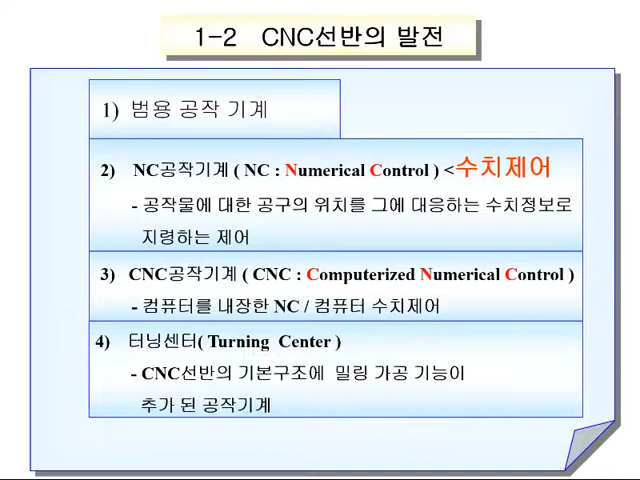 1-2 CNC선반의 발전
1) 범용 공작 기계
2) NC공작기계 ( NC : Numerical Control ) <수치제어
- 공작물에 대한 공구의 위치를 그에 대응하는 수치정보로
지령하는 제어
3) CNC공작기계 ( CNC : Computerized Numerical Control )
- 컴퓨터를 내장한 NC / 컴퓨터 수치제어
4) 터닝센터( Turning Center )
- CNC선반의 기본구조에 밀링 가공 기능이
추가 된 공작기계